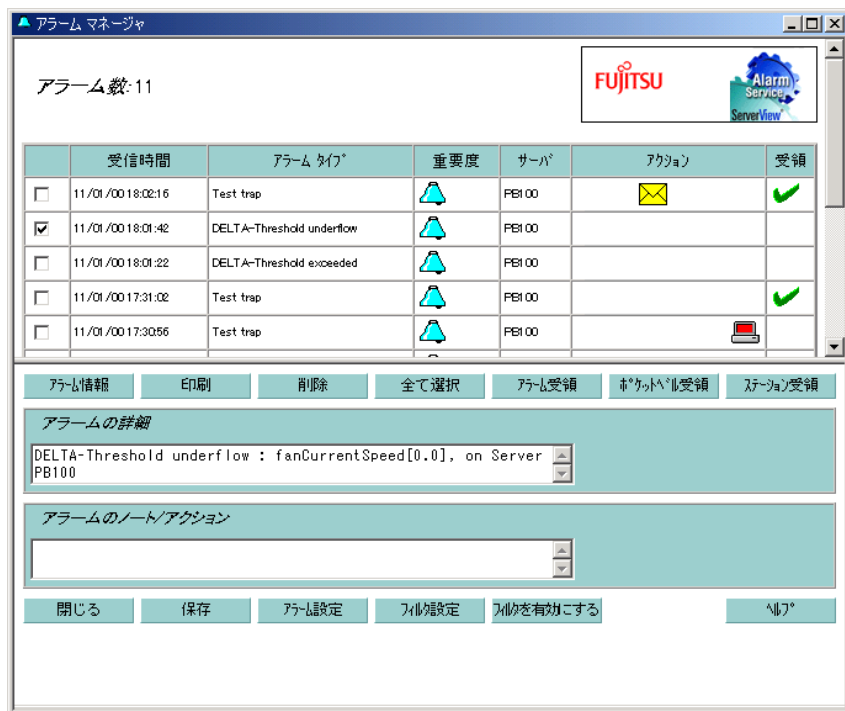 アラーム マネージャ
アラーム数:11
FUJITSU
Alarm
Service
ServerView
受信時間 アラーム タイプ 重要度 サーバ アクション 受領
11/01/00 18:02:16 Test trap PB100
11/01/00 18:01:42 DELTA-Threshold underflow PB100
11/01/00 18:01:22 DELTA-Threshold exceeded PB100
11/01/00 17:31:02 Test trap PB100
11/01/00 17:30:56 Test trap PB100
アラーム情報 印刷 削除 全て選択 アラーム受領 ポケットベル受領 ステーション受領
アラームの詳細
DELTA-Threshold underflow : fanCurrentSpeed[0.0], on Server
PB100
アラームのノート/アクション
閉じる 保存 アラーム設定 フィルタ設定 フィルタを有効にする ヘルプ